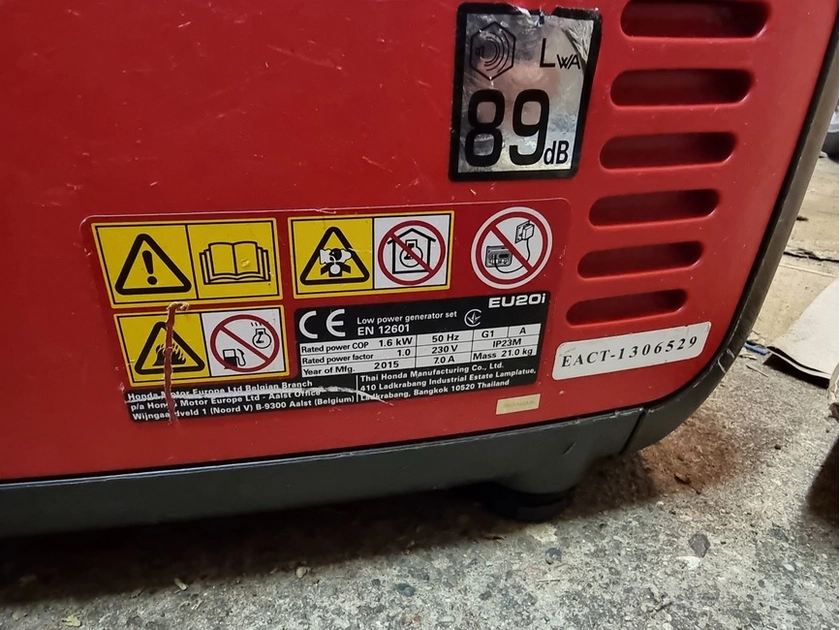 LWA
89dB
EU20i
CE Low power generator set
EN 12601
Rated power COP 1.6 kW 50 Hz G1 A
Rated power factor 1.0 230 V IP23M
Year of Mfg. 2015 7.0 A Mass 21.0 kg
Honda Motor Europe Ltd Belgian Branch
p/a Honda Motor Europe Ltd - Aalst Office
Wijngaardveld 1 (Noord V) B-9300 Aalst (Belgium)
Thai Honda Manufacturing Co., Ltd.
410 Ladkrabang Industrial Estate Lamplatue,
Ladkrabang, Bangkok 10520 Thailand
EACT-1306529